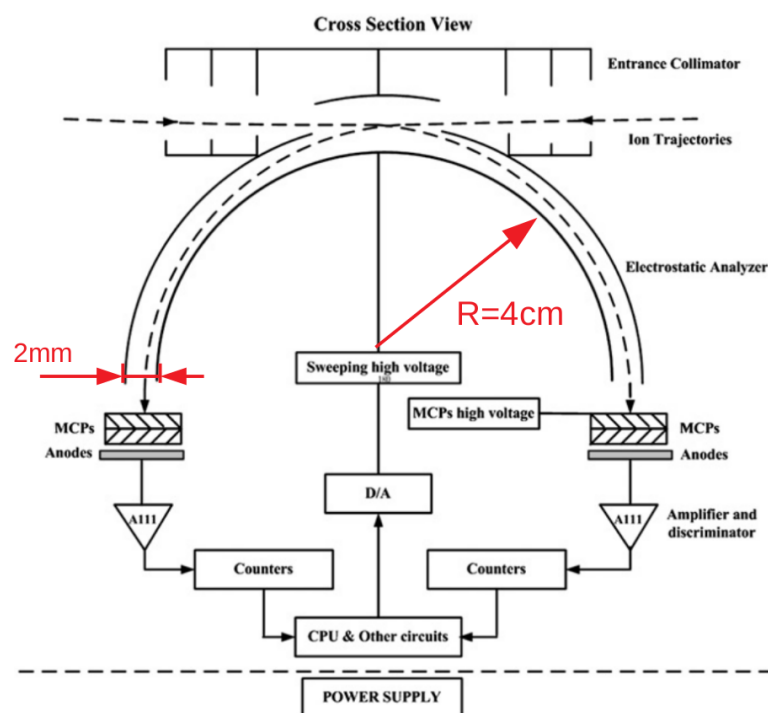 Cross Section View
Entrance Collimator
Ion Trajectories
Electrostatic Analyzer
R=4cm
2mm
Sweeping high voltage
MCPs high voltage
MCPs
MCPs
Anodes
Anodes
D/A
A111
A111
Amplifier and
discriminator
Counters
Counters
CPU & Other circuits
POWER SUPPLY